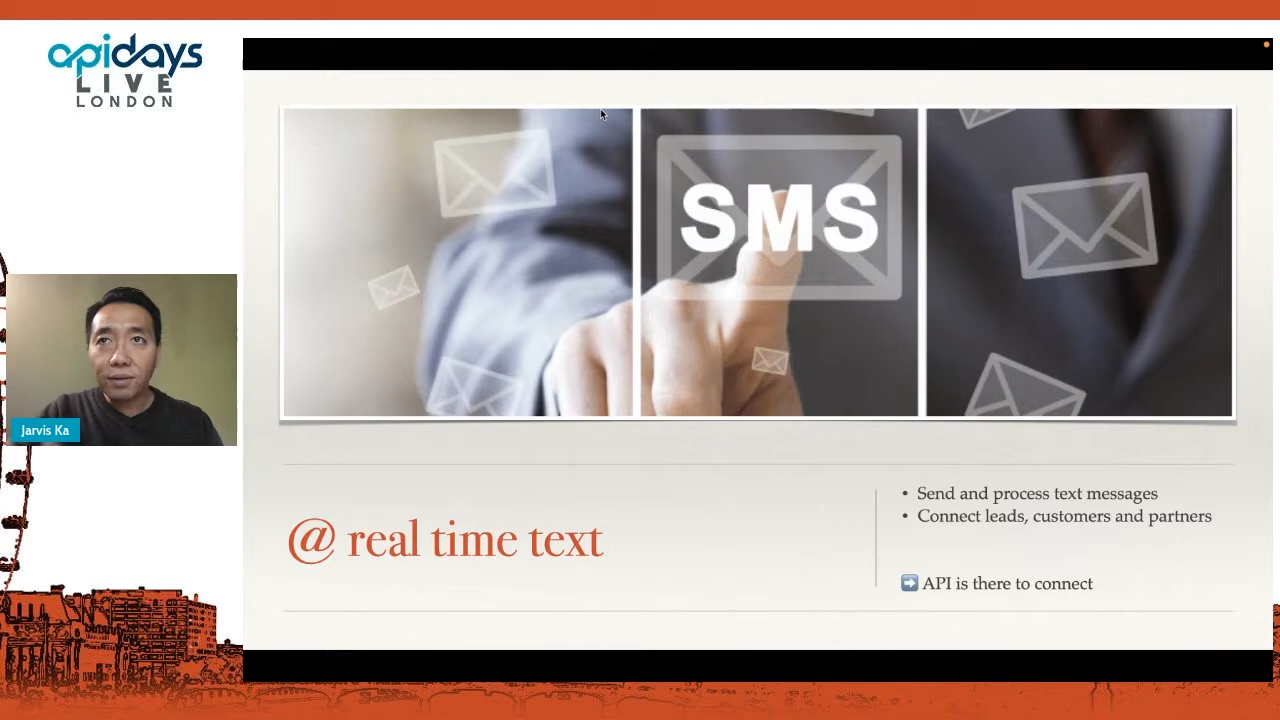 apidays
LIVE
LONDON
SMS
Jarvis Ka
@ real time text
• Send and process text messages
• Connect leads, customers and partners
➡️ API is there to connect